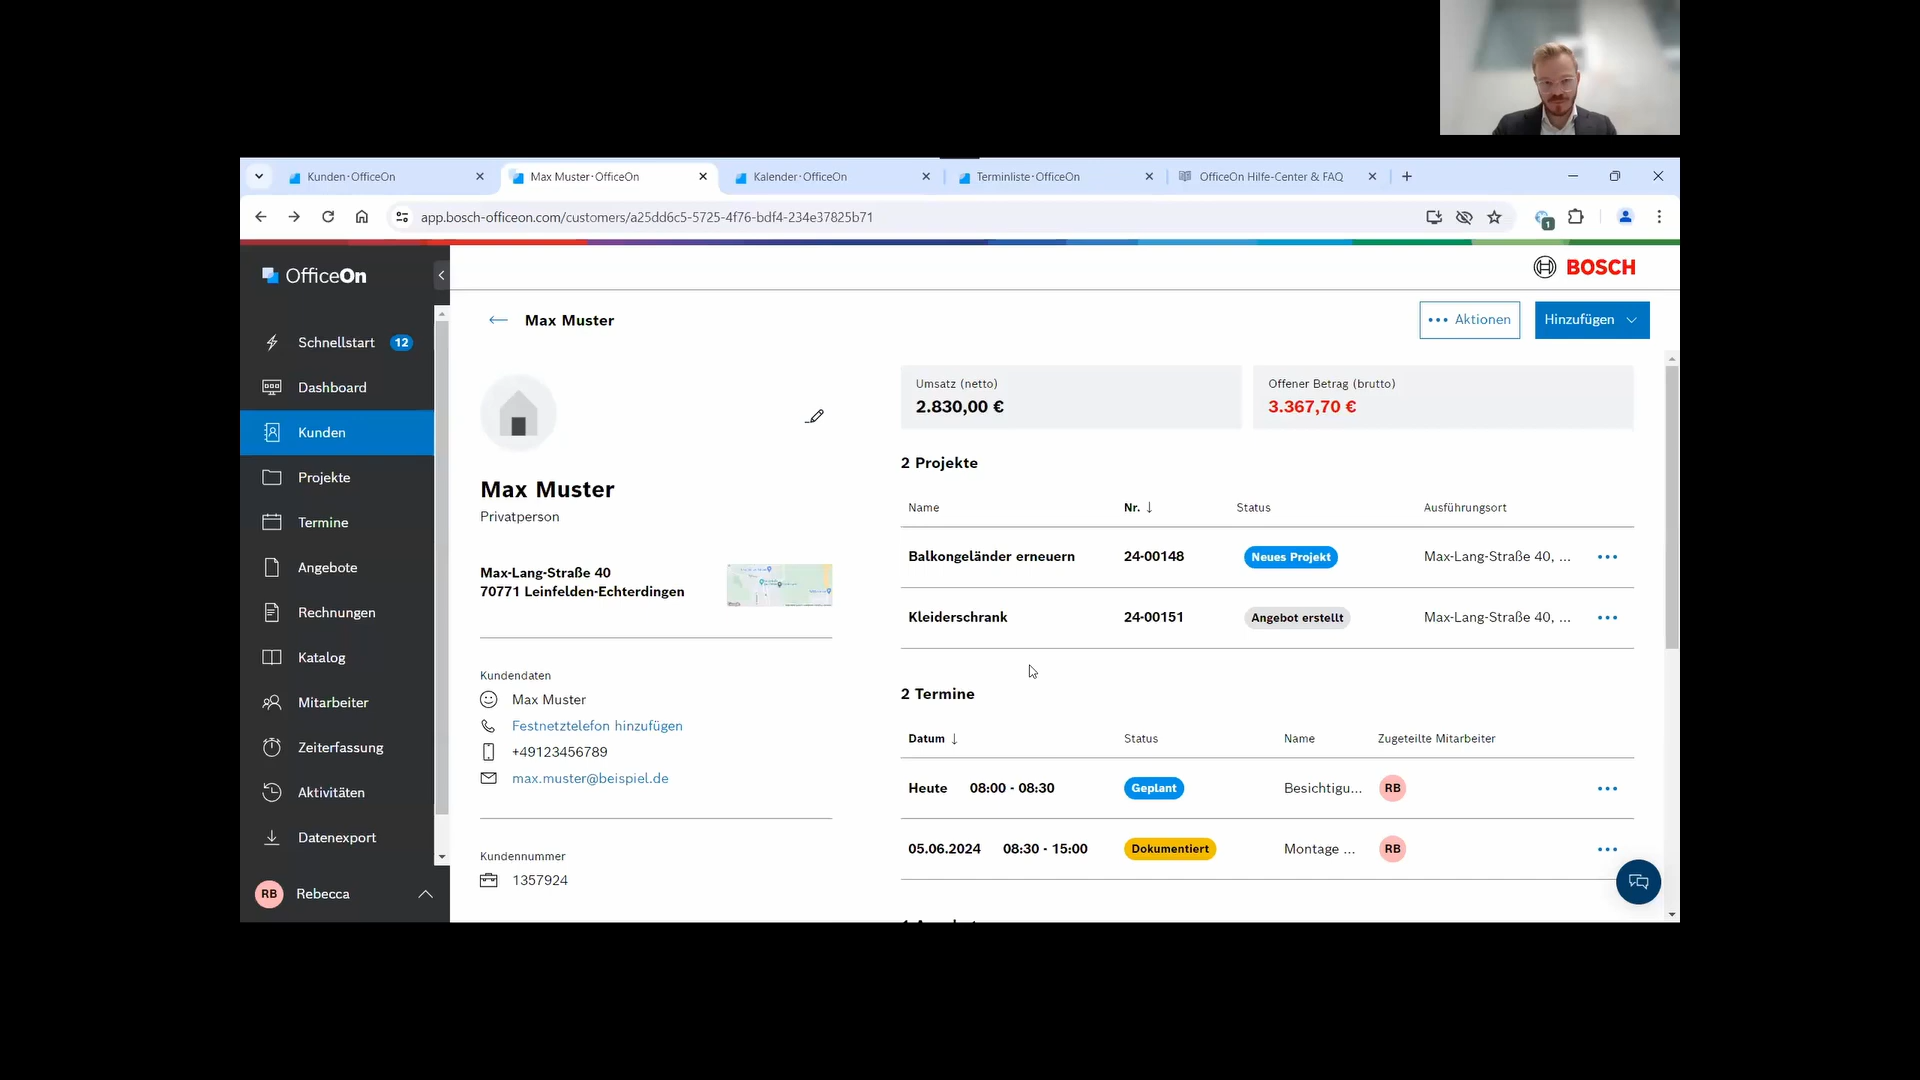 Kunden · OfficeOn
Max Muster · OfficeOn
Kalender · OfficeOn
Terminliste · OfficeOn
OfficeOn Hilfe-Center & FAQ
app.bosch-officeon.com/customers/a25dd6c5-5725-4f76-bdf4-234e37825b71
1
OfficeOn
BOSCH
Max Muster
Aktionen
Hinzufügen
Schnellstart 12
Dashboard
Kunden
Projekte
Termine
Angebote
Rechnungen
Katalog
Mitarbeiter
Zeiterfassung
Aktivitäten
Datenexport
RB Rebecca
Max Muster
Privatperson
Max-Lang-Straße 40
70771 Leinfelden-Echterdingen
Kundendaten
Max Muster
Festnetztelefon hinzufügen
+49123456789
max.muster@beispiel.de
Kundennummer
1357924
Umsatz (netto)
2.830,00 €
Offener Betrag (brutto)
3.367,70 €
2 Projekte
Name Nr. Status Ausführungsort
Balkongeländer erneuern 24-00148 Neues Projekt Max-Lang-Straße 40, ...
Kleiderschrank 24-00151 Angebot erstellt Max-Lang-Straße 40, ...
2 Termine
Datum Status Name Zugeteilte Mitarbeiter
Heute 08:00 - 08:30 Geplant Besichtigu... RB
05.06.2024 08:30 - 15:00 Dokumentiert Montage ... RB